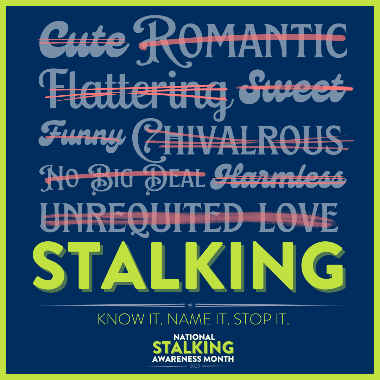 Cute ROMANTIC
Flattering Sweet
Funny CHIVALROUS
NO BIG DEAL Harmless
UNREQUITED LOVE
STALKING
KNOW IT. NAME IT. STOP IT.
NATIONAL
STALKING
AWARENESS MONTH
2023